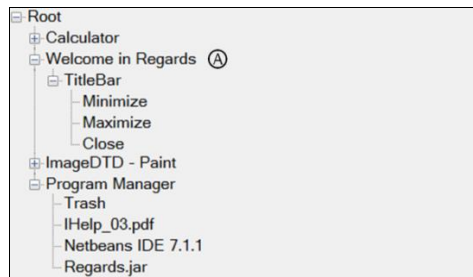 Root
Calculator
Welcome in Regards A
TitleBar
Minimize
Maximize
Close
ImageDTD - Paint
Program Manager
Trash
IHelp_03.pdf
Netbeans IDE 7.1.1
Regards.jar